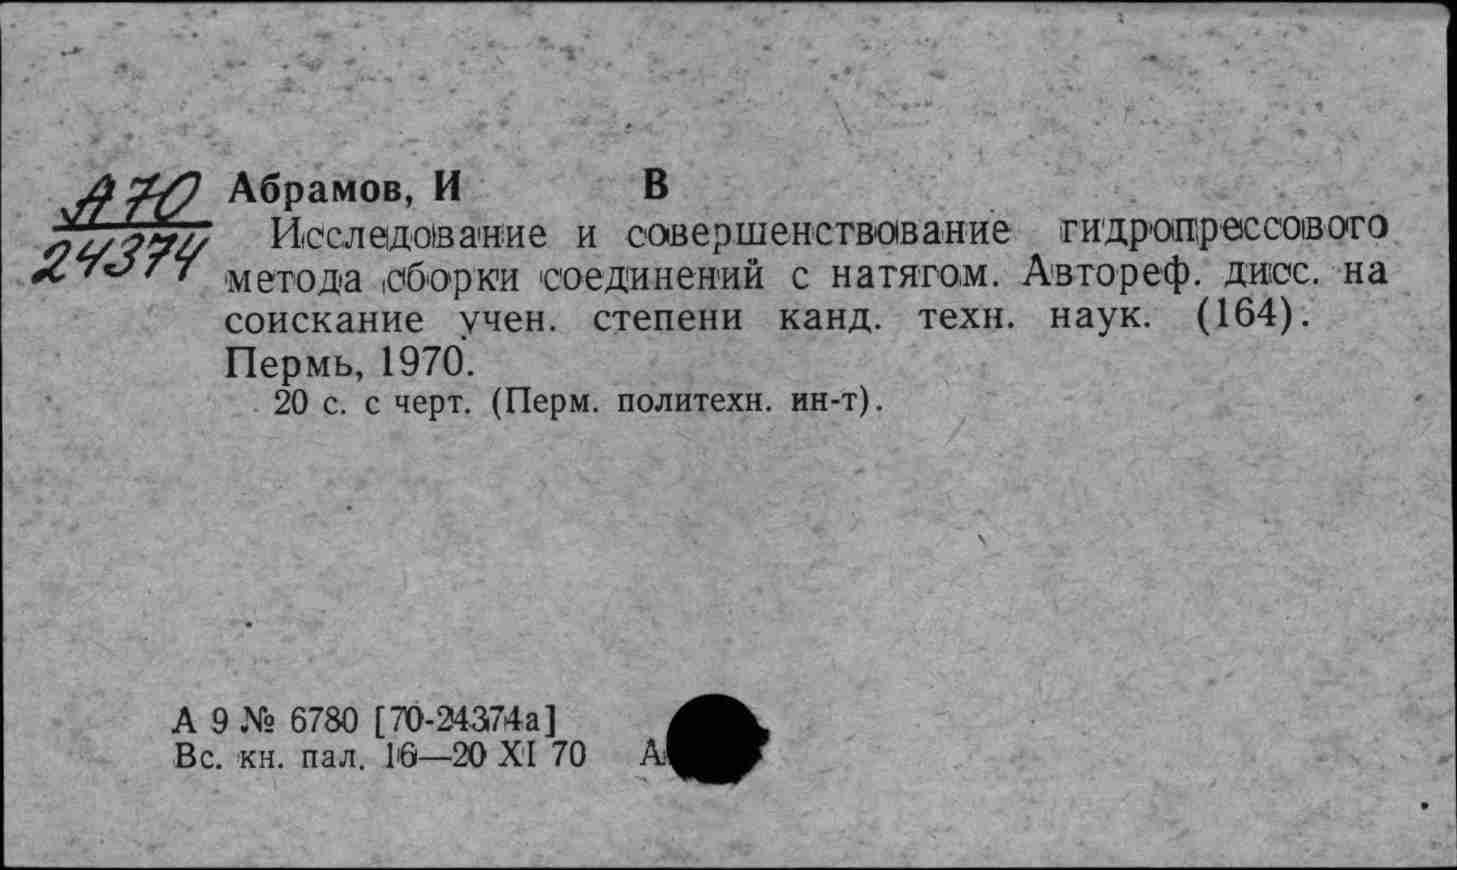 А70
24374
Абрамов, И В
Исследование и совершенствование гидропрессового
метода сборки соединений с натягом. Автореф. дисс. на
соискание учен. степени канд. техн. наук. (164).
Пермь, 1970.
20 с. с черт. (Перм. политехн. ин-т).
А 9 № 6780 [70-24374а]
Вс. кн. пал. 16—20 XI 70 А